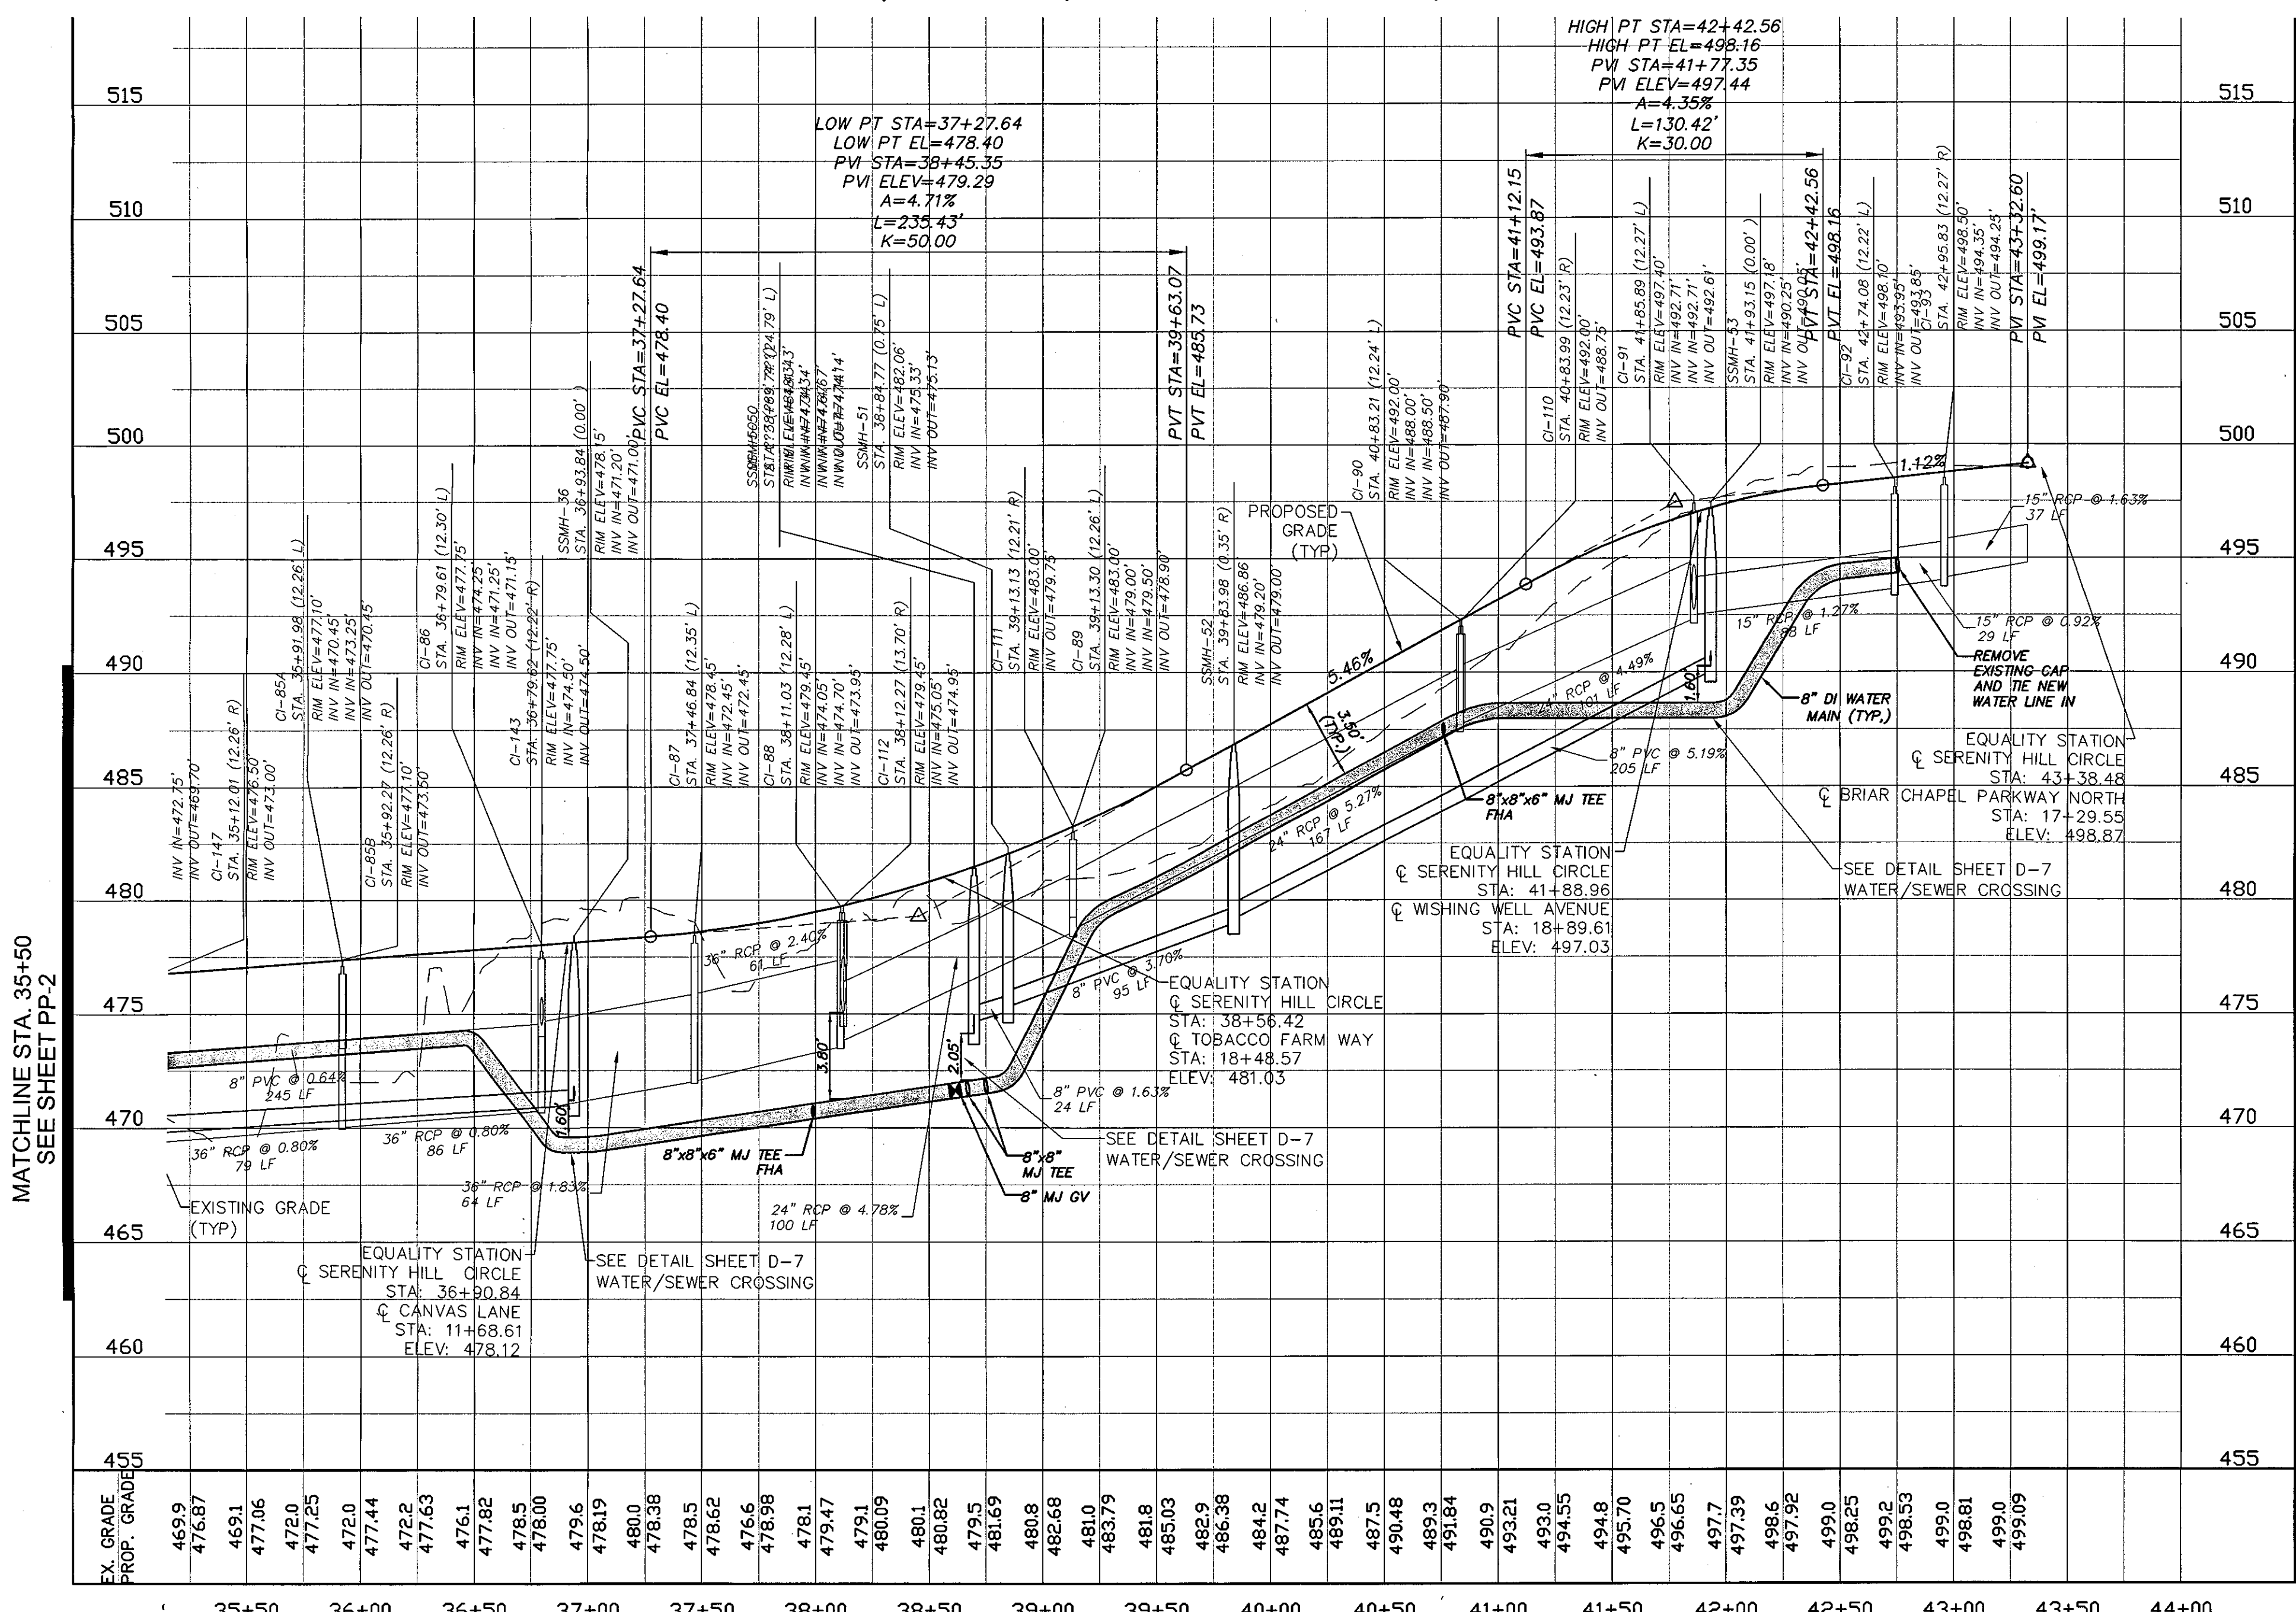 HIGH PT STA=42+42.56
HIGH PT EL=498.16
PVI STA=41+77.35
PVI ELEV=497.44
A=4.35%
L=130.42'
K=30.00
LOW PT STA=37+27.64
LOW PT EL=478.40
PVI STA=38+45.35
PVI ELEV=479.29
A=4.71%
L=235.43'
K=50.00
515
515
510
510
505
505
500
500
495
495
490
490
485
485
480
480
475
475
470
470
465
465
460
460
455
455
MATCHLINE STA. 35+50
SEE SHEET PP-2
INV IN=472.75'
INV OUT=469.70'
CI-147
STA. 35+12.01 (12.26' R)
RIM ELEV=476.50'
INV OUT=473.00'
CI-85A
STA. 35+91.98 (12.26' L)
RIM ELEV=477.10'
INV IN=470.45'
INV IN=473.25'
INV OUT=470.45'
CI-85B
STA. 35+92.27 (12.26' R)
RIM ELEV=477.10'
INV OUT=473.50'
CI-86
STA. 36+79.61 (12.30' L)
RIM ELEV=477.75'
INV IN=474.25'
INV IN=471.25'
INV OUT=471.15'
CI-143
STA. 36+79.62 (12.22' R)
RIM ELEV=477.75'
INV IN=474.50'
INV OUT=474.50'
SSMH-36
STA. 36+93.84 (0.00')
RIM ELEV=478.15'
INV IN=471.20'
INV OUT=471.00'
PVC STA=37+27.64
PVC EL=478.40
CI-87
STA. 37+46.84 (12.35' L)
RIM ELEV=478.45'
INV IN=472.45'
INV OUT=472.45'
CI-88
STA. 38+11.03 (12.28' L)
RIM ELEV=479.45'
INV IN=474.05'
INV IN=474.70'
INV OUT=473.95'
CI-112
STA. 38+12.27 (13.70' R)
RIM ELEV=479.45'
INV IN=475.05'
INV OUT=474.95'
SSMH-51
STA. 38+84.77 (0.75' L)
RIM ELEV=482.06'
INV IN=475.33'
INV OUT=475.13'
CI-111
STA. 39+13.13 (12.21' R)
RIM ELEV=483.00'
INV OUT=479.75'
CI-89
STA. 39+13.30 (12.26' L)
RIM ELEV=483.00'
INV IN=479.00'
INV IN=479.50'
INV OUT=478.90'
PVT STA=39+63.07
PVT EL=485.73
SSMH-52
STA. 39+83.98 (0.35' R)
RIM ELEV=486.86'
INV IN=479.20'
INV OUT=479.00'
CI-90
STA. 40+83.21 (12.24' L)
RIM ELEV=492.00'
INV IN=488.00'
INV IN=488.50'
INV OUT=487.90'
PVC STA=41+12.15
PVC EL=493.87
CI-110
STA. 40+83.99 (12.23' R)
RIM ELEV=492.00'
INV OUT=488.75'
CI-91
STA. 41+85.89 (12.27' L)
RIM ELEV=497.40'
INV IN=492.71'
INV IN=492.71'
INV OUT=492.61'
SSMH-53
STA. 41+93.15 (0.00' )
RIM ELEV=497.18'
INV IN=490.25'
PVT STA=42+42.56
PVT EL=498.16
CI-92
STA. 42+74.08 (12.22' L)
RIM ELEV=498.10'
INV IN=493.95'
INV OUT=493.85'
CI-93
STA. 42+95.83 (12.27' R)
RIM ELEV=498.50'
INV IN=494.35'
INV OUT=494.25'
PVI STA=43+32.60
PVI EL=499.17'
PROPOSED
GRADE
(TYP)
5.46%
3.50'
(TYP.)
1.12%
15" RCP @ 1.63%
37 LF
15" RCP @ 0.92%
29 LF
15" RCP @ 1.27%
88 LF
24" RCP @ 4.49%
101 LF
8" PVC @ 5.19%
205 LF
24" RCP @ 5.27%
167 LF
1.60'
8" DI WATER
MAIN (TYP.)
REMOVE
EXISTING CAP
AND TIE NEW
WATER LINE IN
EQUALITY STATION
℄ SERENITY HILL CIRCLE
STA: 43+38.48
℄ BRIAR CHAPEL PARKWAY NORTH
STA: 17+29.55
ELEV: 498.87
8"x8"x6" MJ TEE
FHA
EQUALITY STATION
℄ SERENITY HILL CIRCLE
STA: 41+88.96
℄ WISHING WELL AVENUE
STA: 18+89.61
ELEV: 497.03
SEE DETAIL SHEET D-7
WATER/SEWER CROSSING
36" RCP @ 2.40%
61 LF
8" PVC @ 3.70%
95 LF
EQUALITY STATION
℄ SERENITY HILL CIRCLE
STA: 38+56.42
℄ TOBACCO FARM WAY
STA: 18+48.57
ELEV: 481.03
3.80'
2.05'
8" PVC @ 1.63%
24 LF
8" PVC @ 0.64%
245 LF
36" RCP @ 0.80%
79 LF
36" RCP @ 0.80%
86 LF
1.60'
8"x8"x6" MJ TEE
FHA
8"x8"
MJ TEE
8" MJ GV
SEE DETAIL SHEET D-7
WATER/SEWER CROSSING
36" RCP @ 1.83%
64 LF
24" RCP @ 4.78%
100 LF
EXISTING GRADE
(TYP)
EQUALITY STATION
℄ SERENITY HILL CIRCLE
STA: 36+90.84
℄ CANVAS LANE
STA: 11+68.61
ELEV: 478.12
SEE DETAIL SHEET D-7
WATER/SEWER CROSSING
EX. GRADE
PROP. GRADE
469.9
476.87
469.1
477.06
472.0
477.25
472.0
477.44
472.2
477.63
476.1
477.82
478.5
478.00
479.6
478.19
480.0
478.38
478.5
478.62
476.6
478.98
478.1
479.47
479.1
480.09
480.1
480.82
479.5
481.69
480.8
482.68
481.0
483.79
481.8
485.03
482.9
486.38
484.2
487.74
485.6
489.11
487.5
490.48
489.3
491.84
490.9
493.21
493.0
494.55
494.8
495.70
496.5
496.65
497.7
497.39
498.6
497.92
499.0
498.25
499.2
498.53
499.0
498.81
499.0
499.09
35+50
36+00
36+50
37+00
37+50
38+00
38+50
39+00
39+50
40+00
40+50
41+00
41+50
42+00
42+50
43+00
43+50
44+00